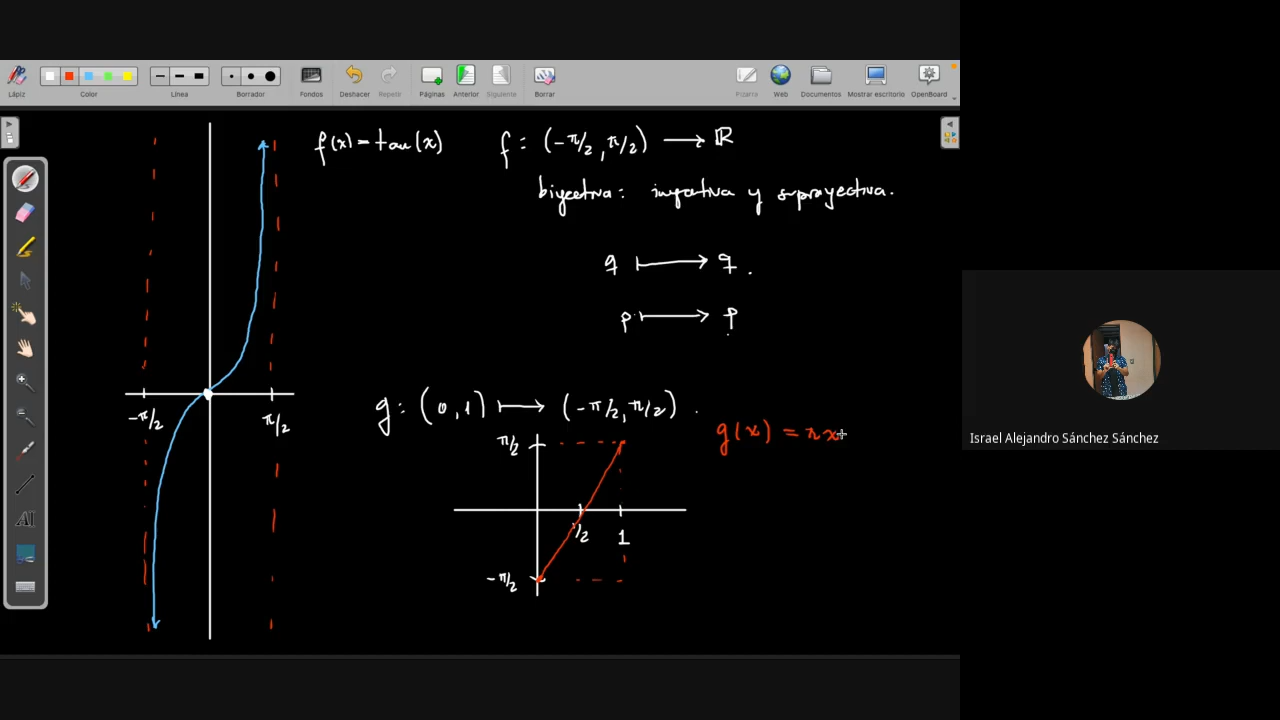 Lápiz Color Línea Borrador Fondos Deshacer Repetir Páginas Anterior Siguiente Borrar Pizarra Web Documentos Mostrar escritorio OpenBoard
f(x) = tan(x) f: (-π/2, π/2) → ℝ
biyectiva: inyectiva y suprayectiva.
q ↦ q.
p ↦ p
-π/2 π/2
g: (0, 1) ↦ (-π/2, π/2).
g(x) = πx
π/2
1/2 1
-π/2
Israel Alejandro Sánchez Sánchez